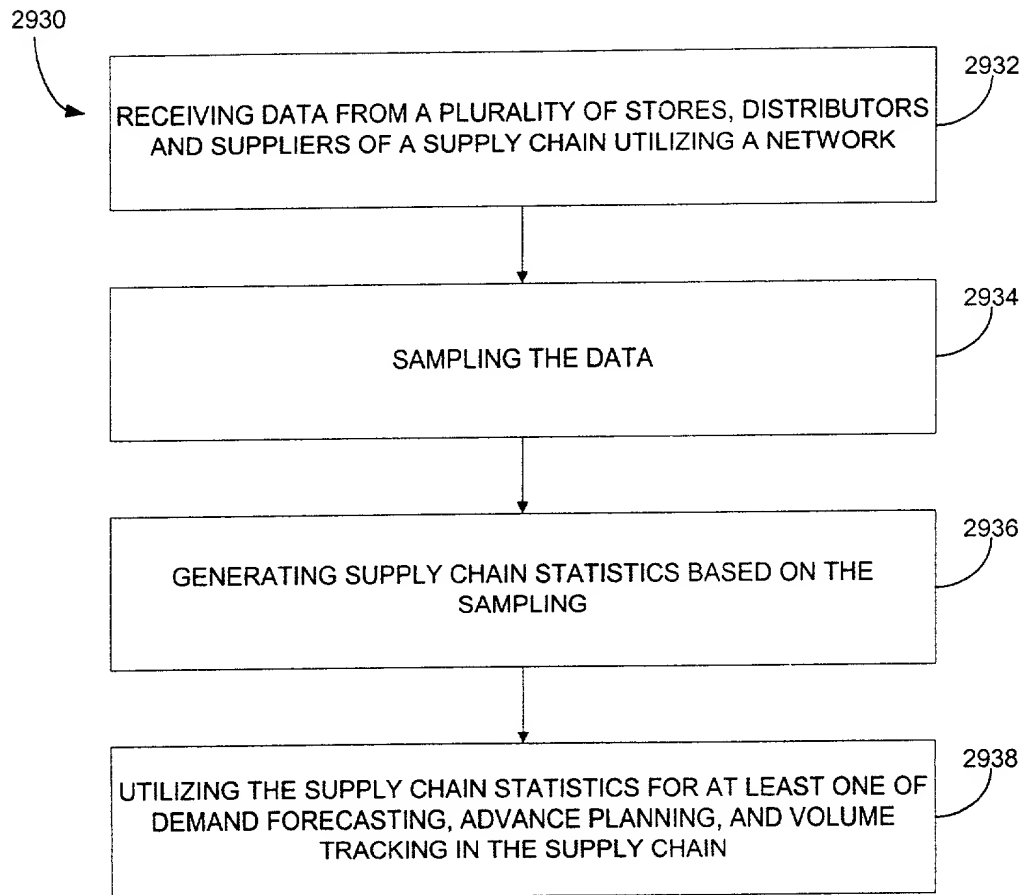 2930
2932
RECEIVING DATA FROM A PLURALITY OF STORES, DISTRIBUTORS
AND SUPPLIERS OF A SUPPLY CHAIN UTILIZING A NETWORK
2934
SAMPLING THE DATA
2936
GENERATING SUPPLY CHAIN STATISTICS BASED ON THE
SAMPLING
2938
UTILIZING THE SUPPLY CHAIN STATISTICS FOR AT LEAST ONE OF
DEMAND FORECASTING, ADVANCE PLANNING, AND VOLUME
TRACKING IN THE SUPPLY CHAIN